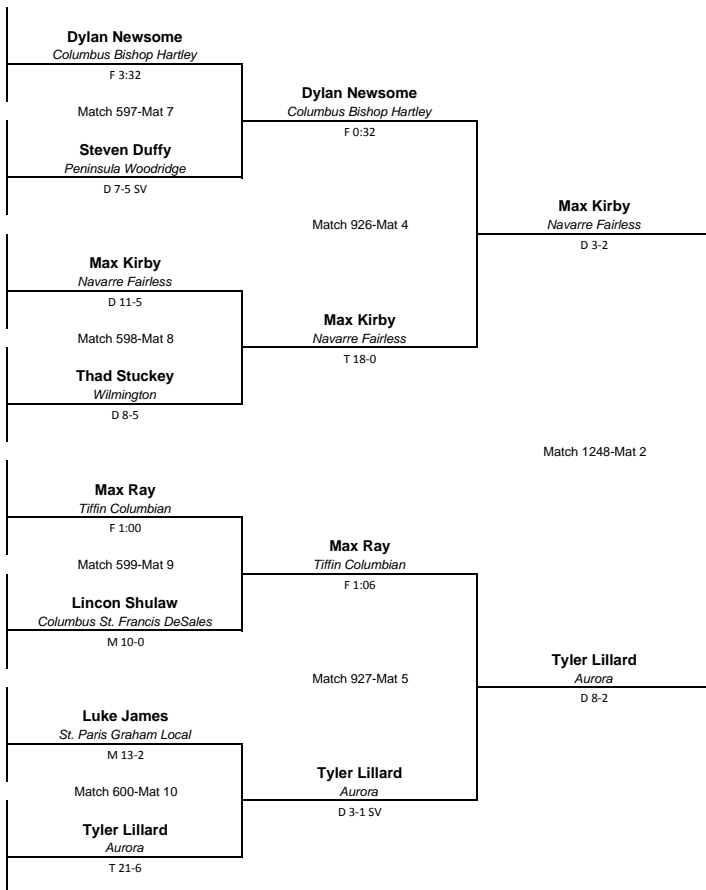 Dylan Newsome
Columbus Bishop Hartley
F 3:32
Match 597-Mat 7
Steven Duffy
Peninsula Woodridge
D 7-5 SV
Dylan Newsome
Columbus Bishop Hartley
F 0:32
Match 926-Mat 4
Max Kirby
Navarre Fairless
D 11-5
Match 598-Mat 8
Thad Stuckey
Wilmington
D 8-5
Max Kirby
Navarre Fairless
T 18-0
Max Kirby
Navarre Fairless
D 3-2
Match 1248-Mat 2
Max Ray
Tiffin Columbian
F 1:00
Match 599-Mat 9
Lincon Shulaw
Columbus St. Francis DeSales
M 10-0
Max Ray
Tiffin Columbian
F 1:06
Match 927-Mat 5
Luke James
St. Paris Graham Local
M 13-2
Match 600-Mat 10
Tyler Lillard
Aurora
T 21-6
Tyler Lillard
Aurora
D 3-1 SV
Tyler Lillard
Aurora
D 8-2